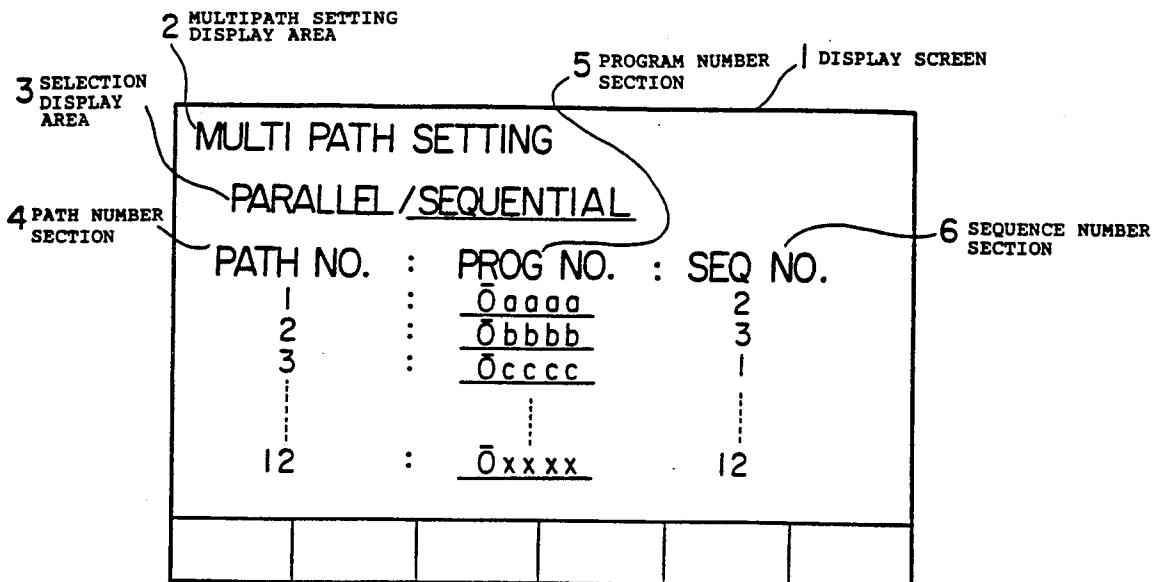 2 MULTIPATH SETTING
DISPLAY AREA
5 PROGRAM NUMBER
SECTION
1 DISPLAY SCREEN
3 SELECTION
DISPLAY
AREA
MULTI PATH SETTING
PARALLEL/SEQUENTIAL
4 PATH NUMBER
SECTION
6 SEQUENCE NUMBER
SECTION
PATH NO. : PROG NO. : SEQ NO.
1 : Ōaaaa 2
2 : Ōbbbb 3
3 : Ōcccc 1
12 : Ōxxxx 12